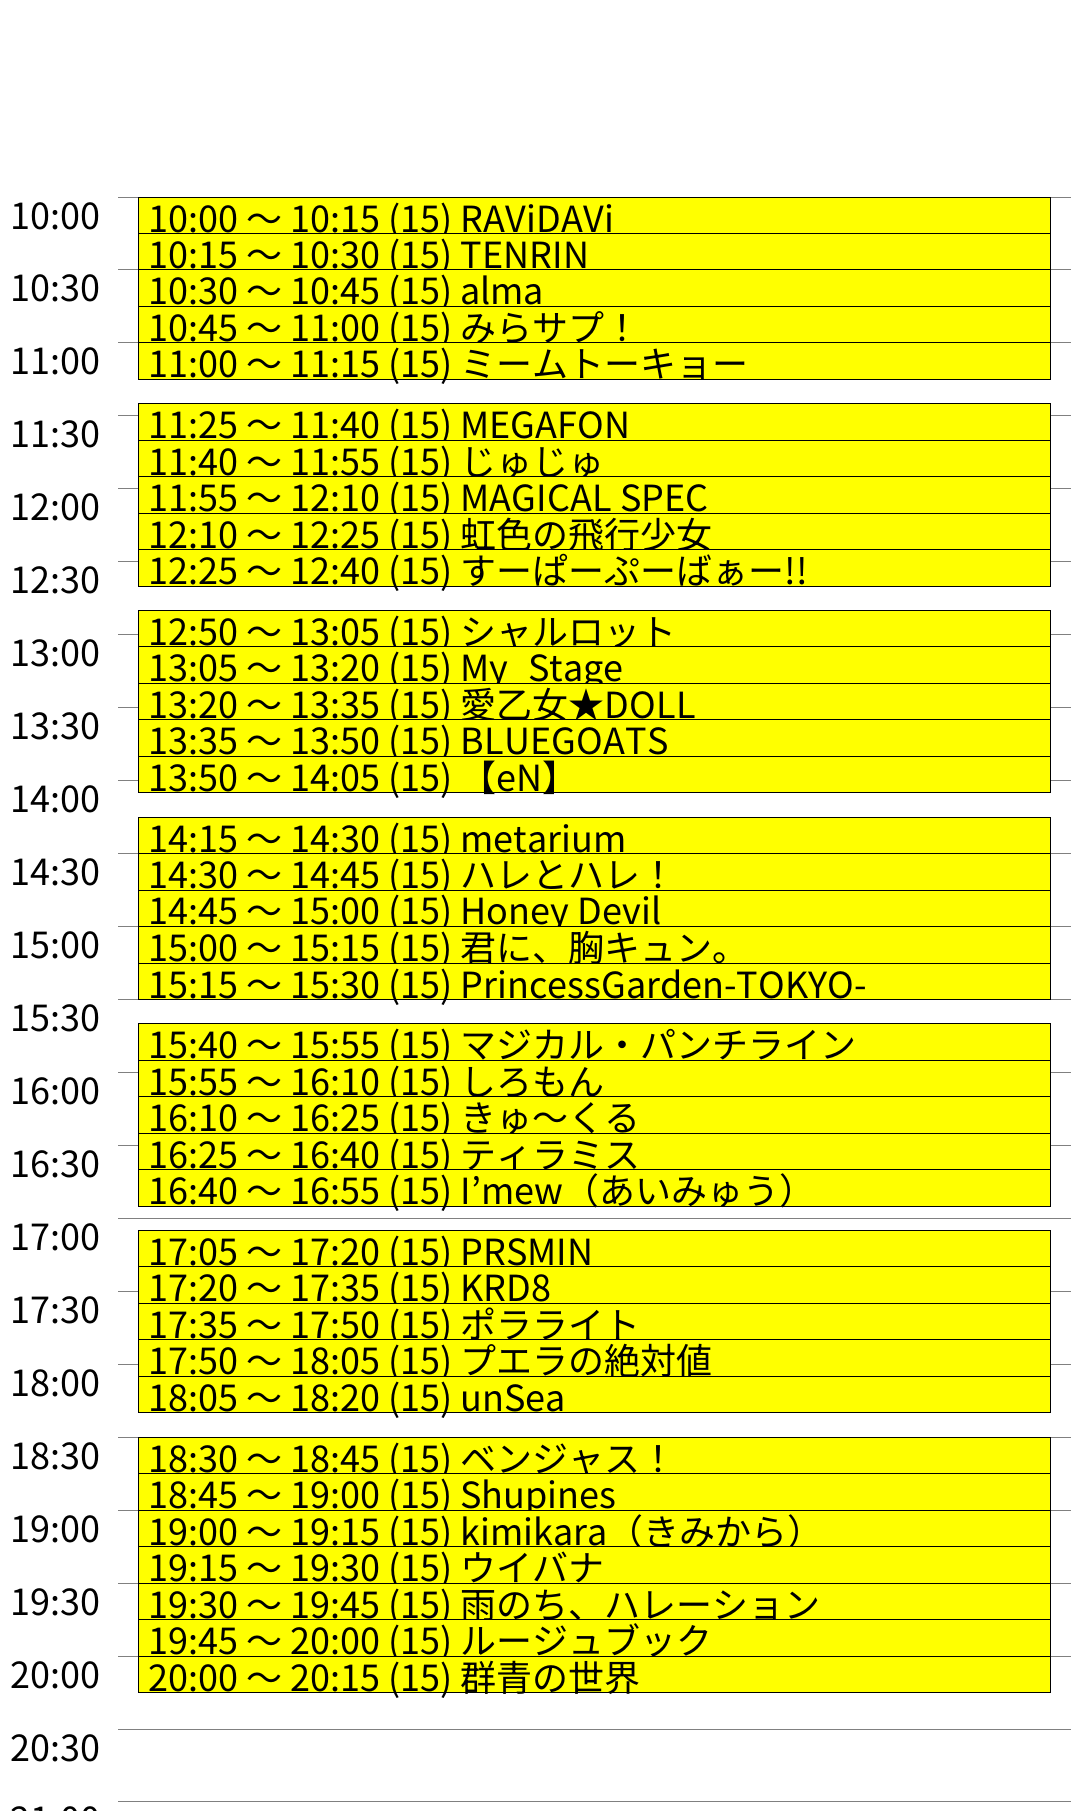 10:00
10:00 ～ 10:15 (15) RAViDAVi
10:15 ～ 10:30 (15) TENRIN
10:30
10:30 ～ 10:45 (15) alma
10:45 ～ 11:00 (15) みらサプ！
11:00
11:00 ～ 11:15 (15) ミームトーキョー
11:25 ～ 11:40 (15) MEGAFON
11:30
11:40 ～ 11:55 (15) じゅじゅ
11:55 ～ 12:10 (15) MAGICAL SPEC
12:00
12:10 ～ 12:25 (15) 虹色の飛行少女
12:25 ～ 12:40 (15) すーぱーぷーばぁー!!
12:30
12:50 ～ 13:05 (15) シャルロット
13:00
13:05 ～ 13:20 (15) My_Stage
13:20 ～ 13:35 (15) 愛乙女★DOLL
13:30
13:35 ～ 13:50 (15) BLUEGOATS
13:50 ～ 14:05 (15) 【eN】
14:00
14:15 ～ 14:30 (15) metarium
14:30
14:30 ～ 14:45 (15) ハレとハレ！
14:45 ～ 15:00 (15) Honey Devil
15:00
15:00 ～ 15:15 (15) 君に、胸キュン。
15:15 ～ 15:30 (15) PrincessGarden-TOKYO-
15:30
15:40 ～ 15:55 (15) マジカル・パンチライン
15:55 ～ 16:10 (15) しろもん
16:00
16:10 ～ 16:25 (15) きゅ～くる
16:25 ～ 16:40 (15) ティラミス
16:30
16:40 ～ 16:55 (15) I’mew（あいみゅう）
17:00
17:05 ～ 17:20 (15) PRSMIN
17:20 ～ 17:35 (15) KRD8
17:30
17:35 ～ 17:50 (15) ポラライト
17:50 ～ 18:05 (15) プエラの絶対値
18:00
18:05 ～ 18:20 (15) unSea
18:30
18:30 ～ 18:45 (15) ベンジャス！
18:45 ～ 19:00 (15) Shupines
19:00
19:00 ～ 19:15 (15) kimikara（きみから）
19:15 ～ 19:30 (15) ウイバナ
19:30
19:30 ～ 19:45 (15) 雨のち、ハレーション
19:45 ～ 20:00 (15) ルージュブック
20:00
20:00 ～ 20:15 (15) 群青の世界
20:30